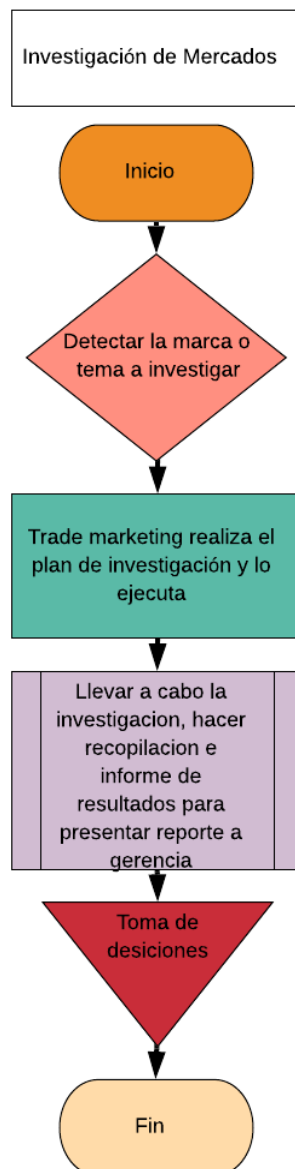 Investigación de Mercados
Inicio
Detectar la marca o
tema a investigar
Trade marketing realiza el
plan de investigación y lo
ejecuta
Llevar a cabo la
investigacion, hacer
recopilacion e
informe de
resultados para
presentar reporte a
gerencia
Toma de
desiciones
Fin